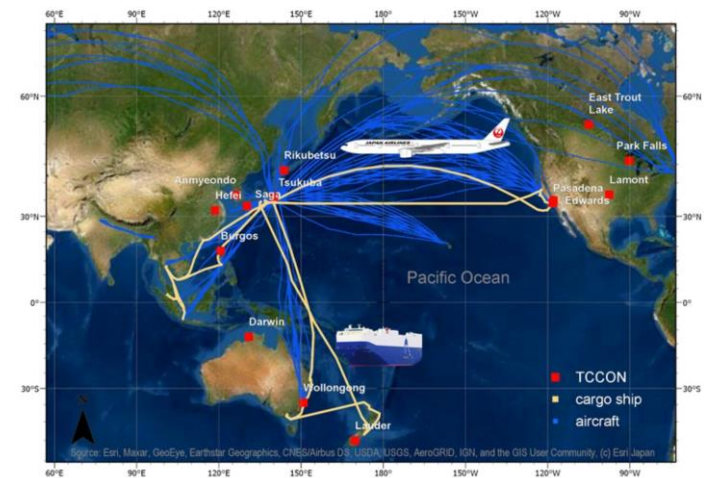 60°E 90°E 120°E 150°E 180°E 150°W 120°W 90°W
60°N 60°N
East Trout
Lake
JAPAN AIRLINES
Rikubetsu
Park Falls
Anmyeondo
Tsukuba
Hefei
Saga
Pasadena
Lamont
Edwards
30°N 30°N
Burgos
Pacific Ocean
0° 0°
Darwin
TCCON
30°S 30°S
Wollongong
cargo ship
aircraft
N
Lauder
Source: Esri, Maxar, GeoEye, Earthstar Geographics, CNES/Airbus DS, USDA, USGS, AeroGRID, IGN, and the GIS User Community, (c) Esri Japan
60°E 90°E 120°E 150°E 180°E 150°W 120°W 90°W